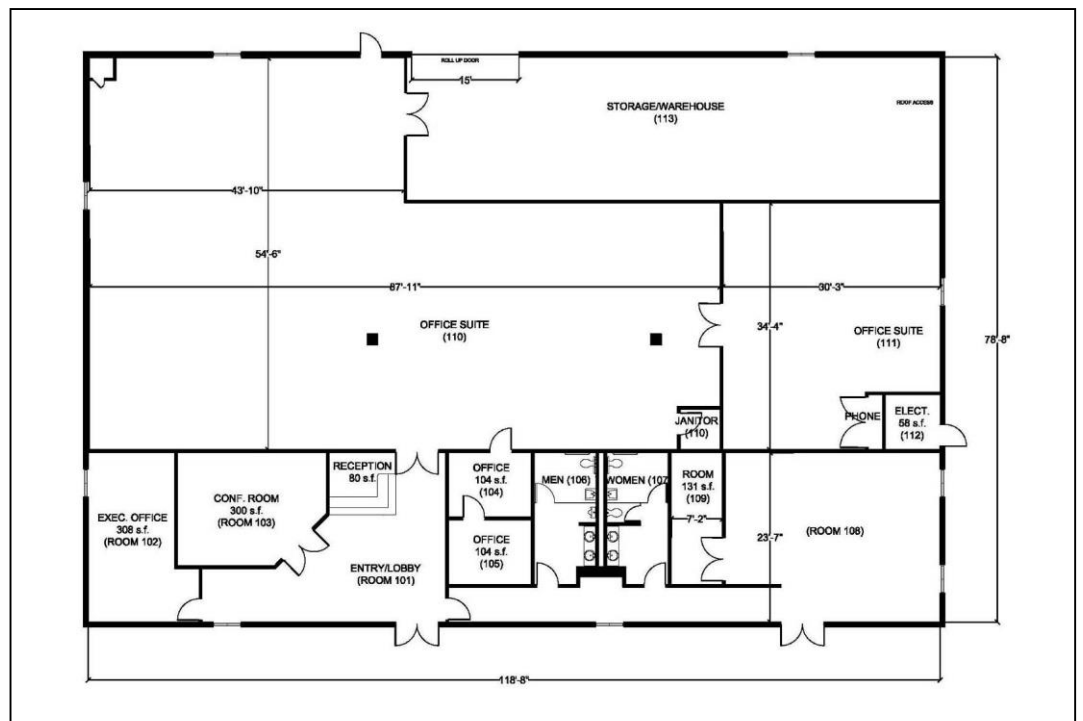 ROLL UP DOOR
15'
STORAGE/WAREHOUSE
(113)
ROOF ACCESS
43'-10"
54'-6"
87'-11"
30'-3"
OFFICE SUITE
(110)
34'-4"
OFFICE SUITE
(111)
78'-8"
JANITOR
(110)
PHONE
ELECT.
58 s.f.
(112)
RECEPTION
80 s.f.
OFFICE
104 s.f.
(104)
MEN (106)
WOMEN (107
ROOM
131 s.f.
(109)
7'-2"
CONF. ROOM
300 s.f.
(ROOM 103)
EXEC. OFFICE
308 s.f.
(ROOM 102)
OFFICE
104 s.f.
(105)
23'-7"
(ROOM 108)
ENTRY/LOBBY
(ROOM 101)
118'-8"